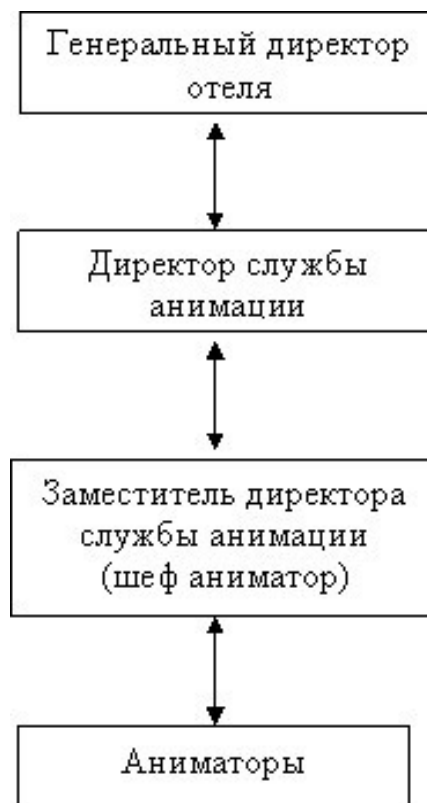 Генеральный директор
отеля
Директор службы
анимации
Заместитель директора
службы анимации
(шеф аниматор)
Аниматоры